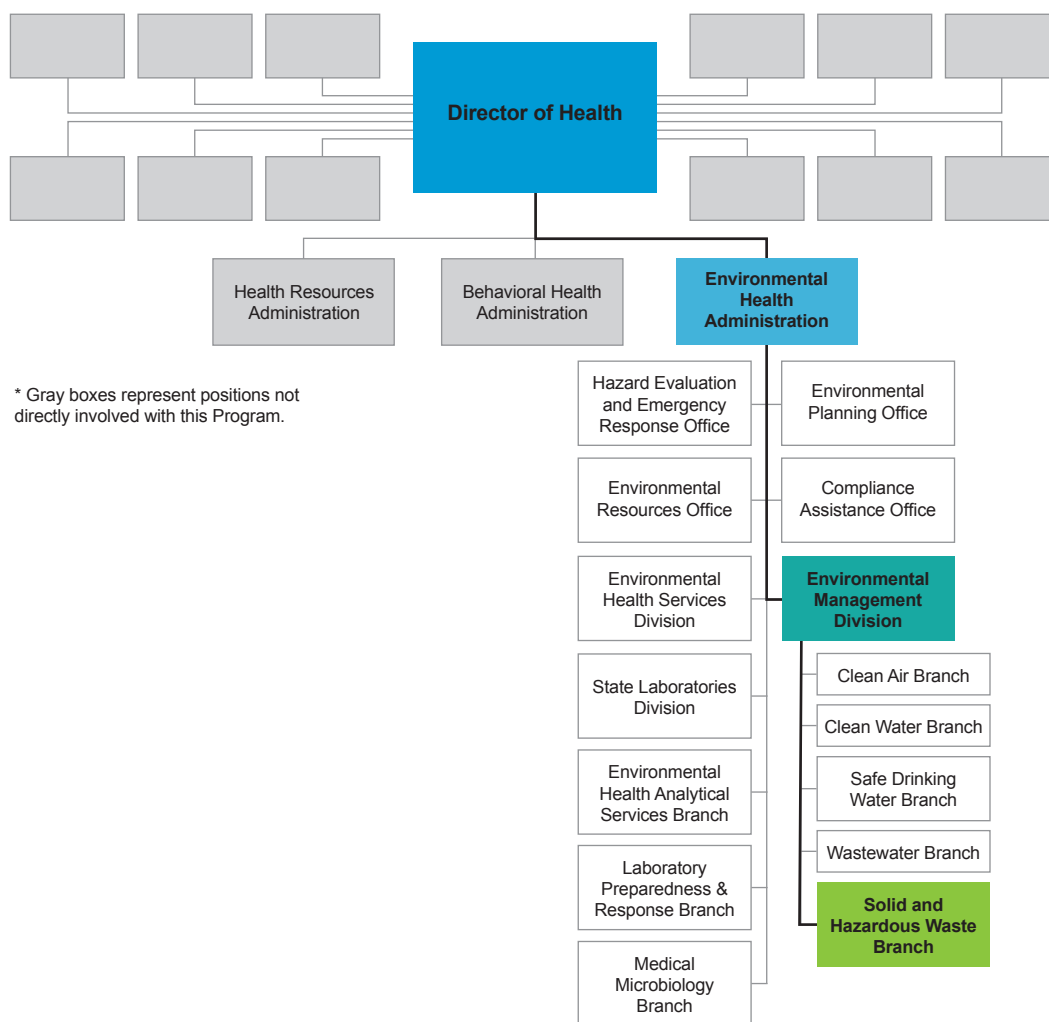 Director of Health
Health Resources
Administration
Behavioral Health
Administration
Environmental
Health
Administration
* Gray boxes represent positions not
directly involved with this Program.
Hazard Evaluation
and Emergency
Response Office
Environmental
Planning Office
Environmental
Resources Office
Compliance
Assistance Office
Environmental
Health Services
Division
Environmental
Management
Division
State Laboratories
Division
Clean Air Branch
Clean Water Branch
Environmental
Health Analytical
Services Branch
Safe Drinking
Water Branch
Wastewater Branch
Laboratory
Preparedness &
Response Branch
Solid and
Hazardous Waste
Branch
Medical
Microbiology
Branch